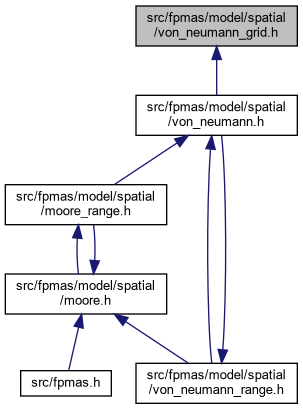 src/fpmas/model/spatial
/von_neumann_grid.h
src/fpmas/model/spatial
/von_neumann.h
src/fpmas/model/spatial
/moore_range.h
src/fpmas/model/spatial
/moore.h
src/fpmas.h
src/fpmas/model/spatial
/von_neumann_range.h